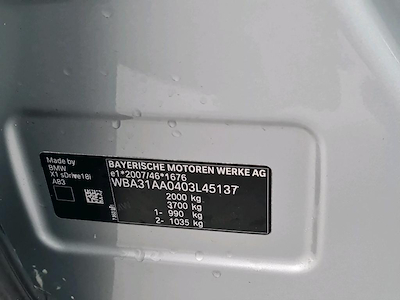 Made by
BMW
X1 sDrive18i
A83
BAYERISCHE MOTOREN WERKE AG
e1*2007/46*1676
WBA31AA0403L45137
2000 kg
3700 kg
1- 990 kg
2- 1035 kg